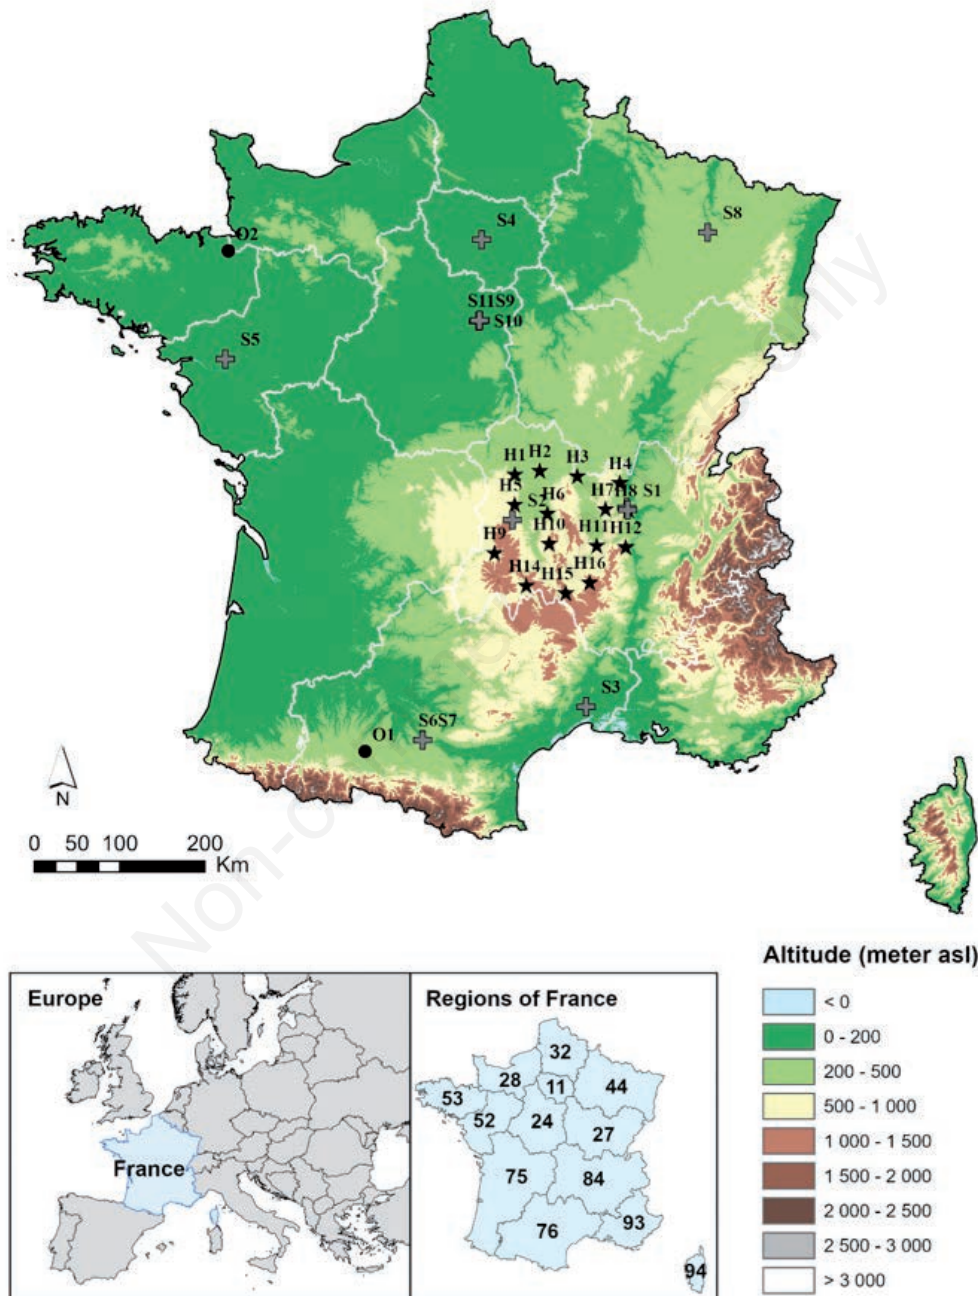 S4
S8
O2
S11S9
S10
S5
H1
H2
H3
H4
H5
S2
H6
H7
H8
S1
H9
H10
H11
H12
H14
H15
H16
S3
S6S7
O1
N
0 50 100 200
Km
Altitude (meter asl)
< 0
0 - 200
200 - 500
500 - 1 000
1 000 - 1 500
1 500 - 2 000
2 000 - 2 500
2 500 - 3 000
> 3 000
Europe
France
Regions of France
32
28
11
44
53
52
24
27
75
84
76
93
94
Non-
only